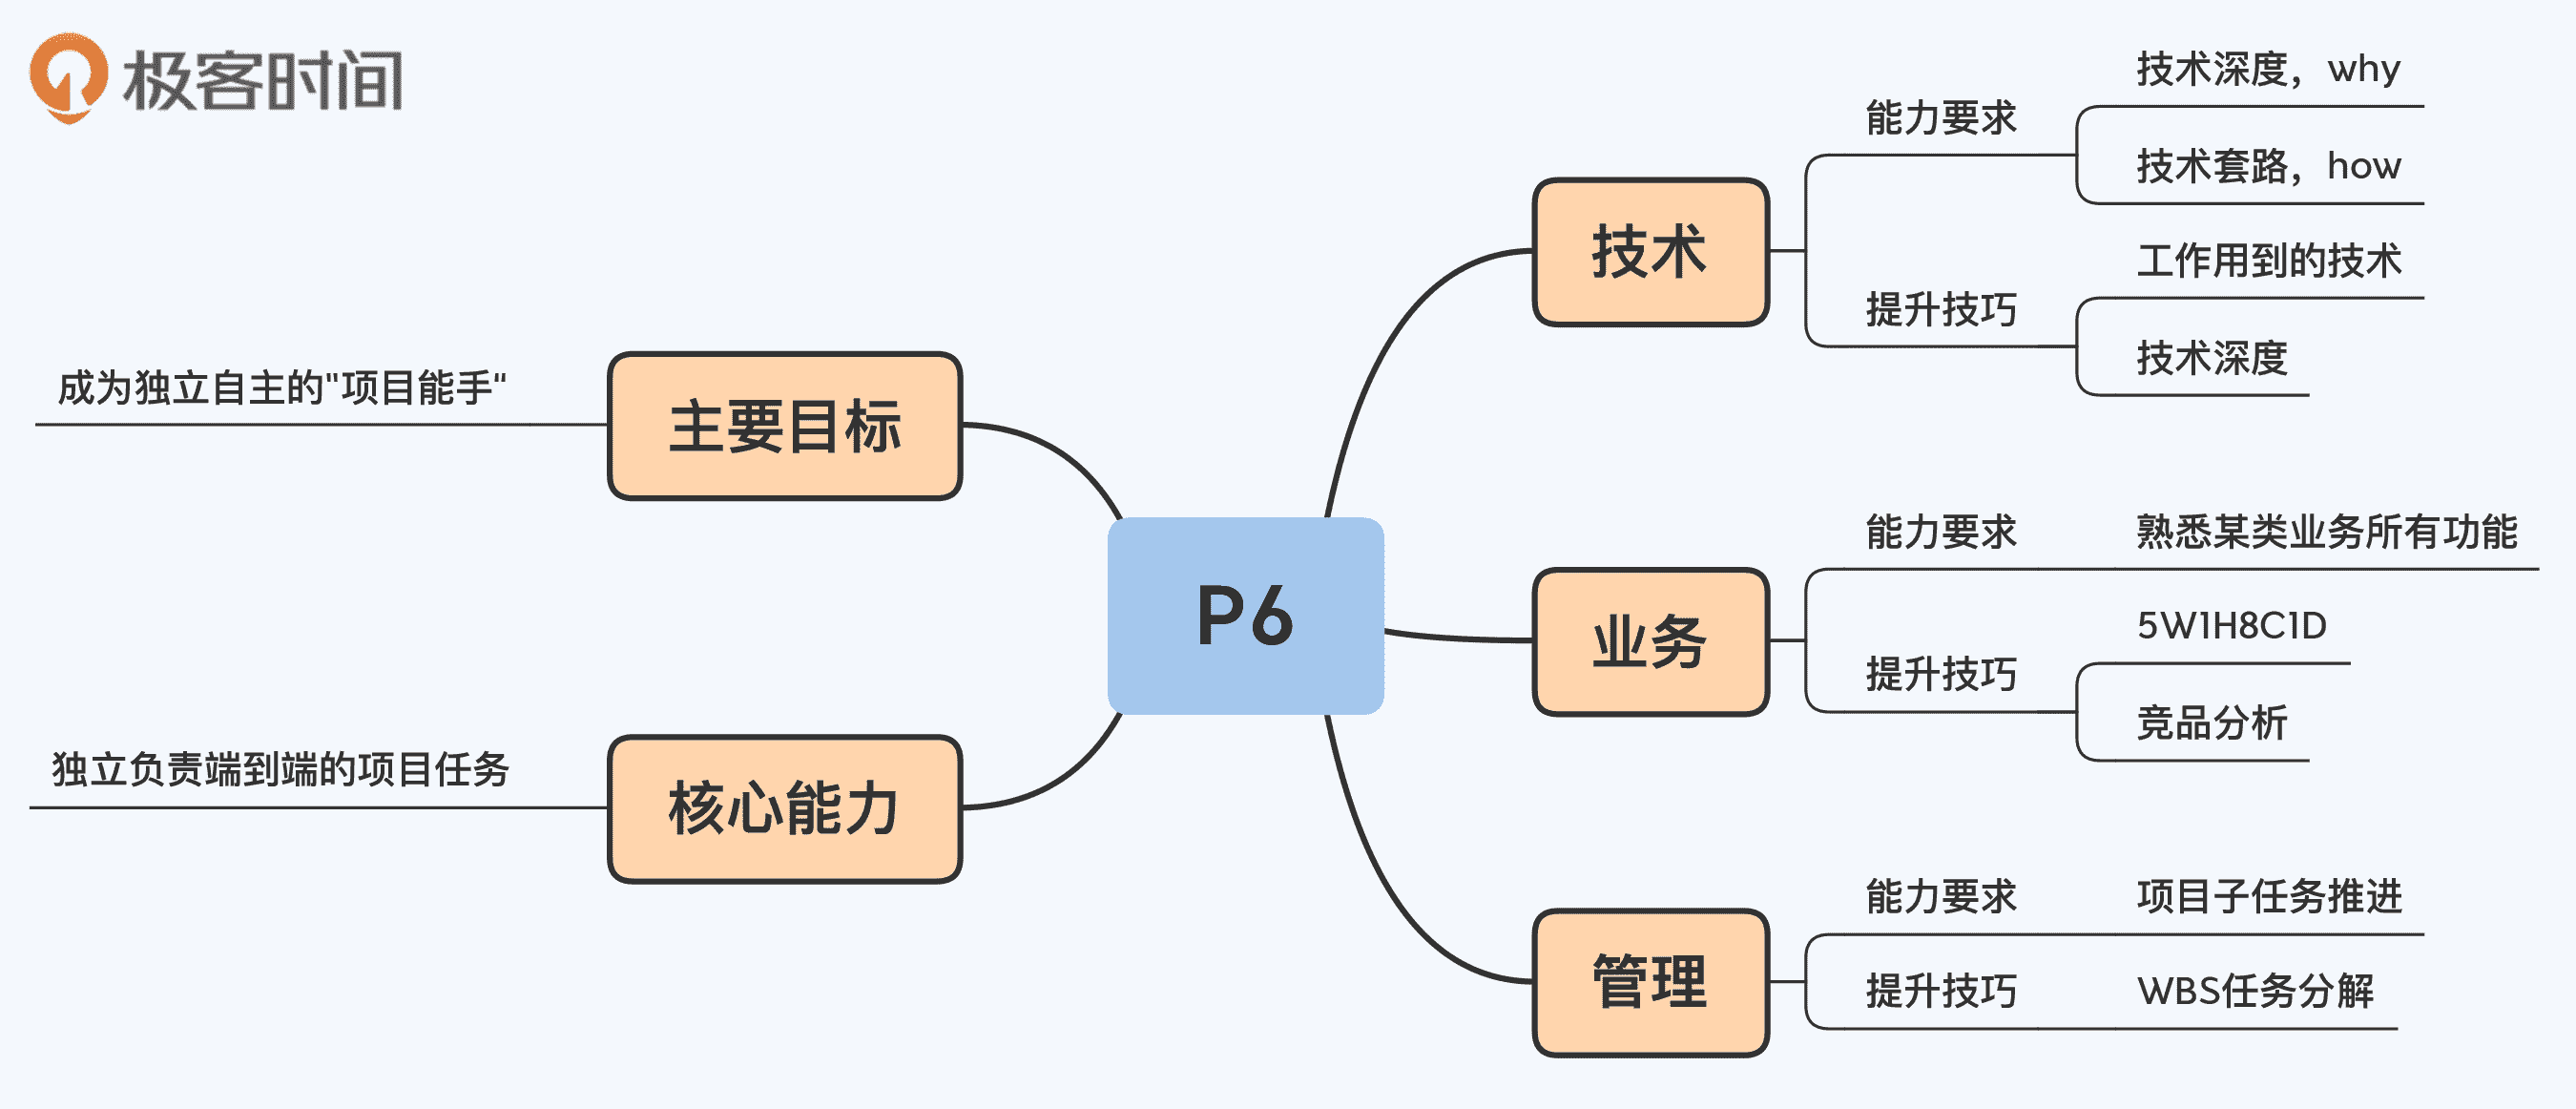 极客时间
P6
主要目标
成为独立自主的"项目能手"
核心能力
独立负责端到端的项目任务
技术
能力要求
技术深度，why
技术套路，how
提升技巧
工作用到的技术
技术深度
业务
能力要求
熟悉某类业务所有功能
提升技巧
5W1H8C1D
竞品分析
管理
能力要求
项目子任务推进
提升技巧
WBS任务分解